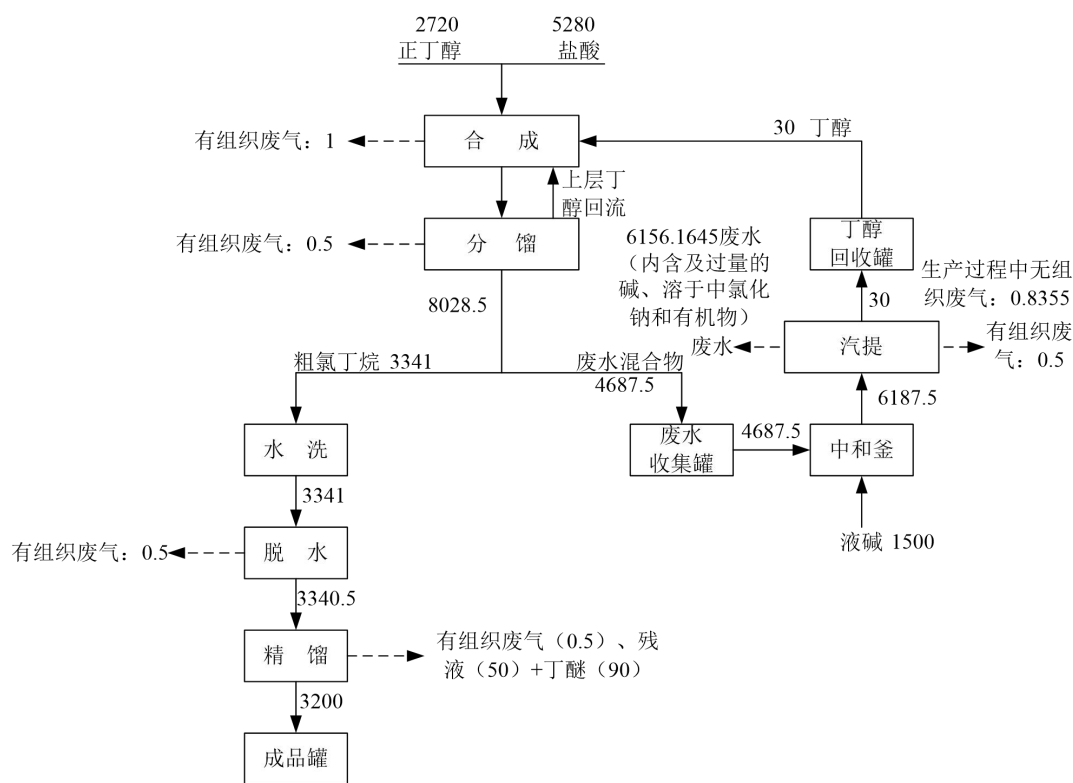 2720
正丁醇
5280
盐酸
有组织废气：1
合 成
30 丁醇
上层丁
醇回流
有组织废气：0.5
分 馏
丁醇
回收罐
6156.1645废水
（内含及过量的
碱、溶于中氯化
钠和有机物）
生产过程中无组
织废气：0.8355
8028.5
30
废水
汽提
有组织废
气：0.5
粗氯丁烷 3341
废水混合物
4687.5
6187.5
水 洗
废水
收集罐
4687.5
中和釜
3341
有组织废气：0.5
脱 水
液碱 1500
3340.5
精 馏
有组织废气（0.5）、残
液（50）+丁醚（90）
3200
成品罐